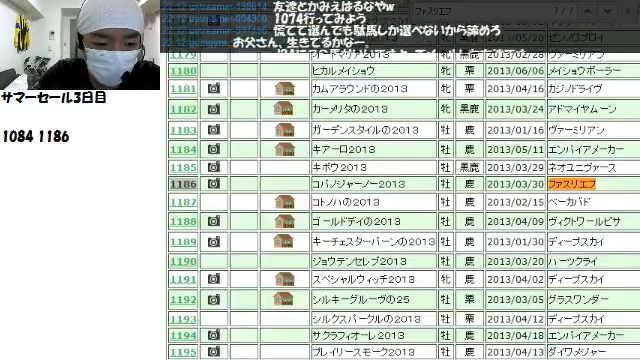 友達とかみえはるなやw
1074行ってみよう
慌てて選んでも駄馬しか選べないから諦めろ
お父さん、生きてるかなー。
ファスリエフ
7 / 7
サマーセール3日目
1084 1186
1180 ヒカルメイショウ 牝 栗 2013/06/06 メイショウボーラー
1181 カムアラウンドの2013 牝 栗 2013/04/16 カジノドライヴ
1182 カーメリタの2013 牝 黒鹿 2013/03/24 アドマイヤムーン
1183 ガーデンスタイルの2013 牡 鹿 2013/01/16 ヴァーミリアン
1184 キアーロ2013 牡 鹿 2013/05/11 エンパイアメーカー
1185 キボウ2013 牡 黒鹿 2013/03/29 ネオユニヴァース
1186 コパノジャーノー2013 牡 鹿 2013/03/30 ファスリエフ
1187 コトノハの2013 牡 鹿 2013/02/15 ベーカバド
1188 ゴールドディの2013 牡 鹿 2013/04/09 ヴィクトワールピサ
1189 キーチェスターバーンの2013 牡 鹿 2013/01/30 ディープスカイ
1190 ジョウテンセレブ2013 牡 鹿 2013/03/20 ハーツクライ
1191 スペシャルウィッチ2013 牝 鹿 2013/04/02 ディープスカイ
1192 シルキーグルーヴの25 牡 栗 2013/03/05 グラスワンダー
1193 シルクスパークルの2013 牡 栗 2013/04/12 ディープスカイ
1194 サクラフィオーレ2013 牡 鹿 2013/04/18 エンパイアメーカー
1195 プレイリースモーク2013 牡 鹿 2013/04/13 ダイワメジャー